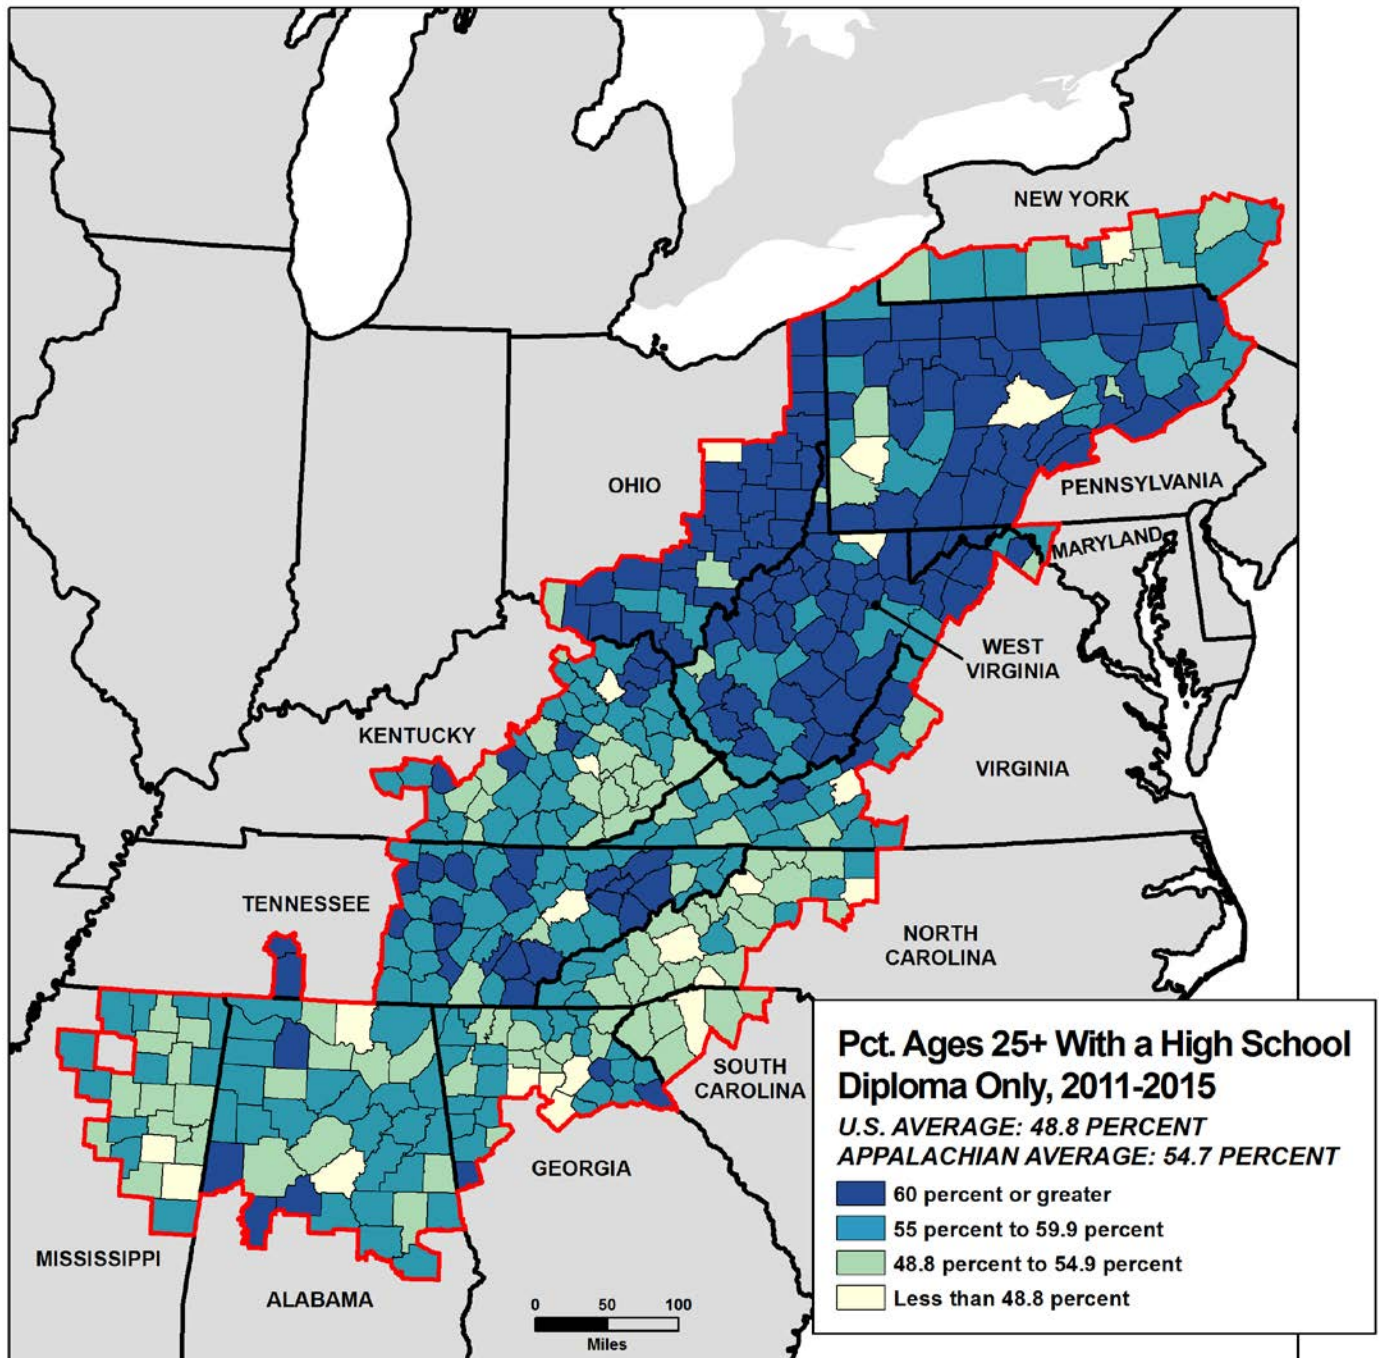 NEW YORK
OHIO
PENNSYLVANIA
MARYLAND
WEST
VIRGINIA
KENTUCKY
VIRGINIA
TENNESSEE
NORTH
CAROLINA
SOUTH
CAROLINA
GEORGIA
MISSISSIPPI
ALABAMA
0 50 100
Miles
Pct. Ages 25+ With a High School
Diploma Only, 2011-2015
U.S. AVERAGE: 48.8 PERCENT
APPALACHIAN AVERAGE: 54.7 PERCENT
60 percent or greater
55 percent to 59.9 percent
48.8 percent to 54.9 percent
Less than 48.8 percent